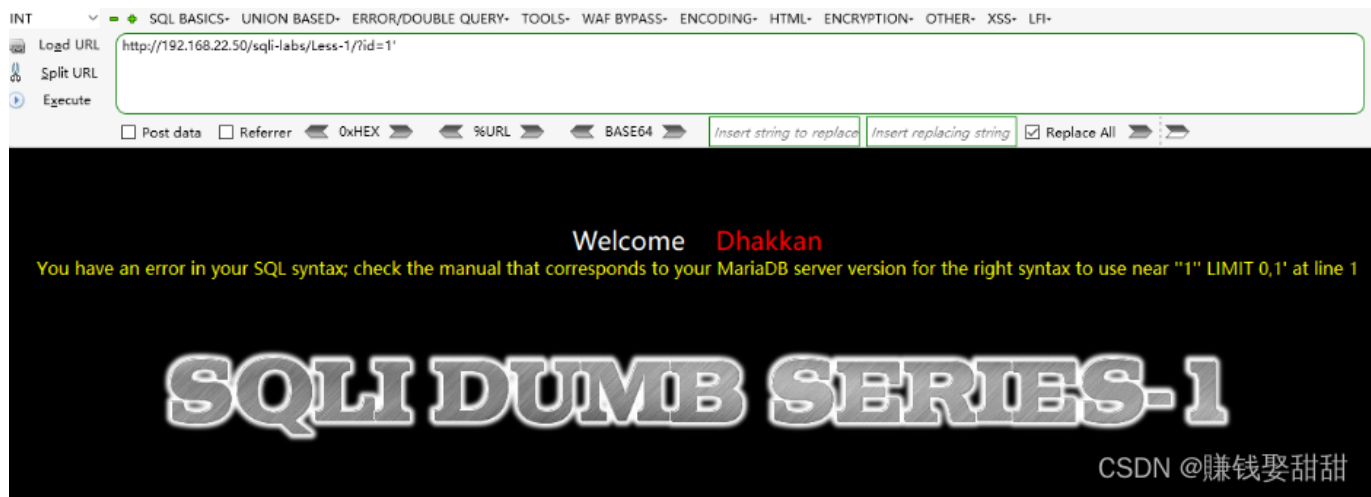 INT SQL BASICS- UNION BASED- ERROR/DOUBLE QUERY- TOOLS- WAF BYPASS- ENCODING- HTML- ENCRYPTION- OTHER- XSS- LFI-
Load URL http://192.168.22.50/sqli-labs/Less-1/?id=1'
Split URL
Execute
Post data Referrer 0xHEX %URL BASE64 Insert string to replace Insert replacing string Replace All
Welcome Dhakkan
You have an error in your SQL syntax; check the manual that corresponds to your MariaDB server version for the right syntax to use near ''1'' LIMIT 0,1' at line 1
SQLI DUMB SERIES-1
CSDN @賺钱娶甜甜